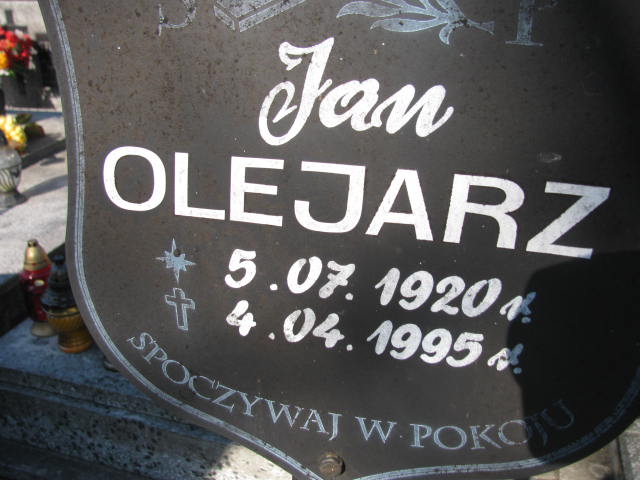 Ś P
Jan
OLEJARZ
5.07.1920 r.
4.04.1995 r.
SPOCZYWAJ W POKOJU